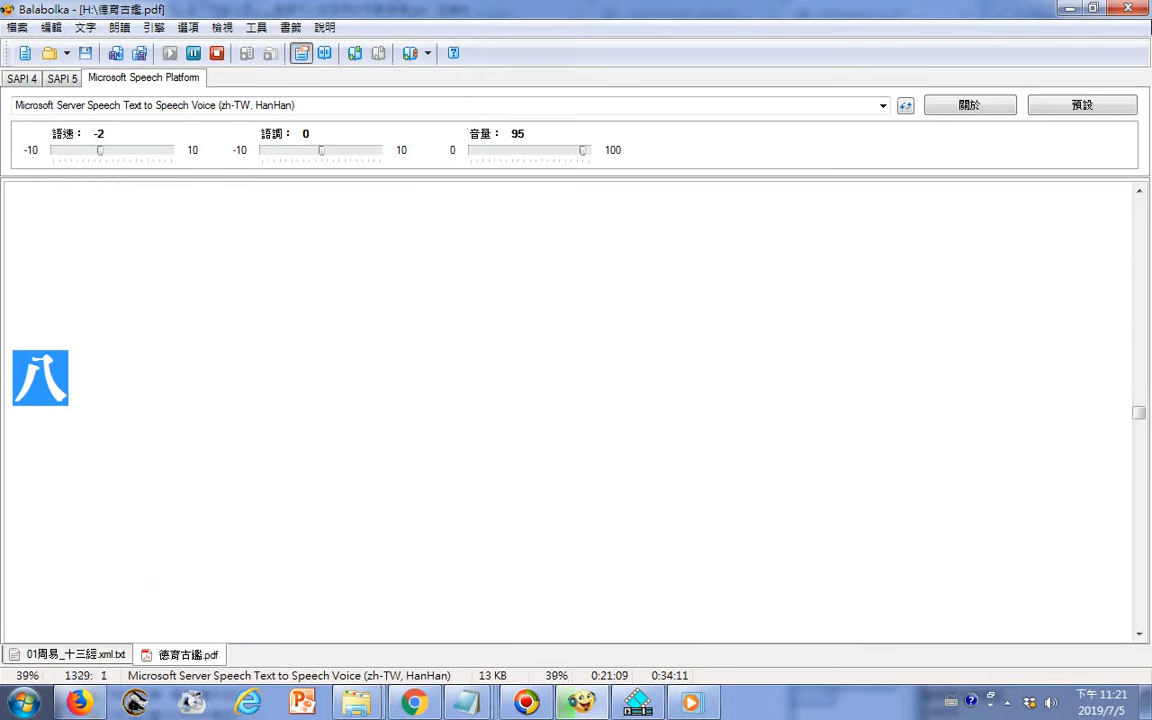 Balabolka - [H:\德育古鑑.pdf]
檔案 編輯 文字 朗讀 引擎 選項 檢視 工具 書籤 說明
SAPI 4 SAPI 5 Microsoft Speech Platform
Microsoft Server Speech Text to Speech Voice (zh-TW, HanHan) 關於 預設
語速： -2 語調： 0 音量： 95
-10 10 -10 10 0 100
八
01周易_十三經.xml.txt 德育古鑑.pdf
39% 1329: 1 Microsoft Server Speech Text to Speech Voice (zh-TW, HanHan) 13 KB 39% 0:21:09 0:34:11
下午 11:21
2019/7/5